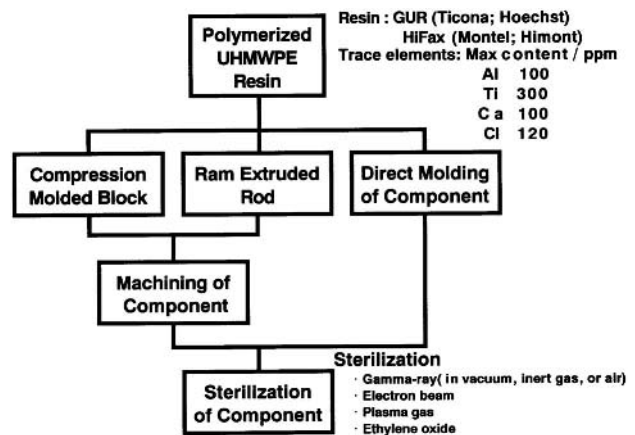 Polymerized
UHMWPE
Resin
Resin : GUR (Ticona; Hoechst)
HiFax (Montel; Himont)
Trace elements: Max content / ppm
Al 100
Ti 300
Ca 100
Cl 120
Compression
Molded Block
Ram Extruded
Rod
Direct Molding
of Component
Machining of
Component
Sterilization
of Component
Sterilization
· Gamma-ray( in vacuum, inert gas, or air)
· Electron beam
· Plasma gas
· Ethylene oxide